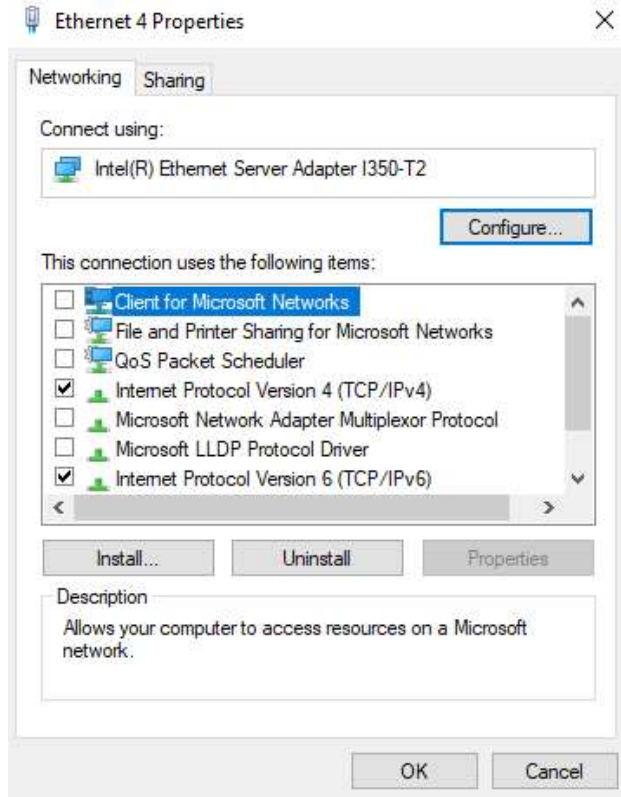 Ethernet 4 Properties
Networking
Sharing
Connect using:
Intel(R) Ethernet Server Adapter I350-T2
Configure...
This connection uses the following items:
Client for Microsoft Networks
File and Printer Sharing for Microsoft Networks
QoS Packet Scheduler
Internet Protocol Version 4 (TCP/IPv4)
Microsoft Network Adapter Multiplexor Protocol
Microsoft LLDP Protocol Driver
Internet Protocol Version 6 (TCP/IPv6)
Install...
Uninstall
Properties
Description
Allows your computer to access resources on a Microsoft
network.
OK
Cancel